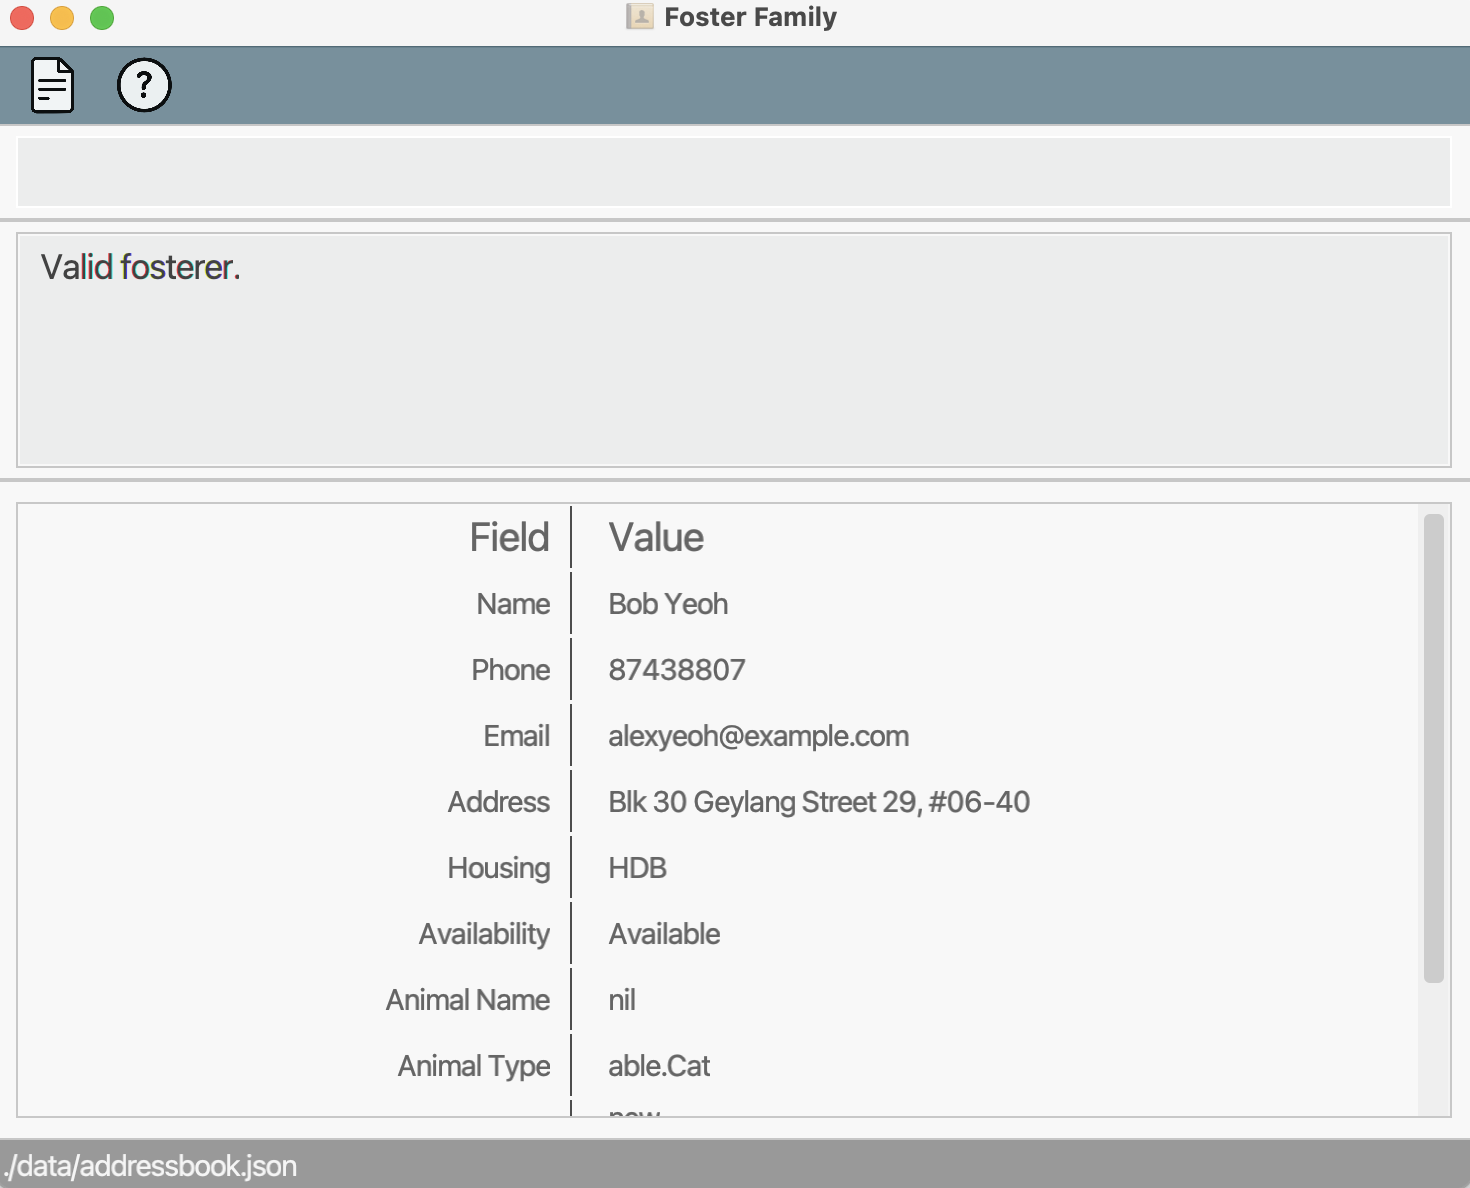 Foster Family
?
Valid fosterer.
Field Value
Name Bob Yeoh
Phone 87438807
Email alexyeoh@example.com
Address Blk 30 Geylang Street 29, #06-40
Housing HDB
Availability Available
Animal Name nil
Animal Type able.Cat
./data/addressbook.json